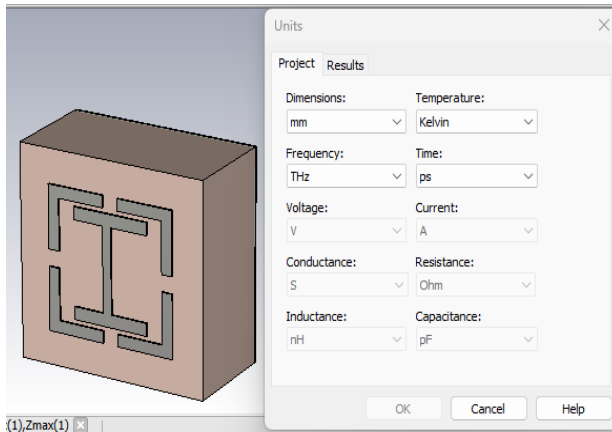 Units
Project Results
Dimensions: Temperature:
mm Kelvin
Frequency: Time:
THz ps
Voltage: Current:
V A
Conductance: Resistance:
S Ohm
Inductance: Capacitance:
nH pF
OK Cancel Help
(1),Zmax(1)